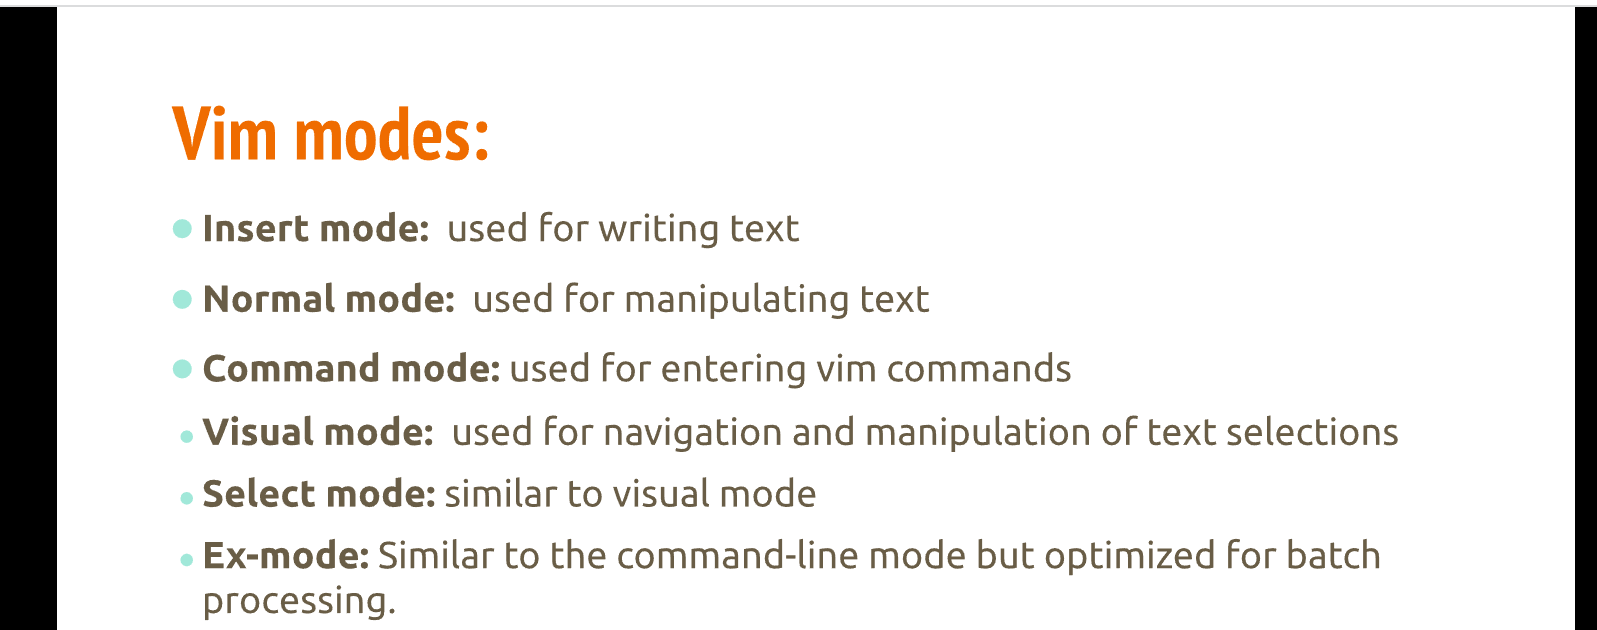 Vim modes:
Insert mode: used for writing text
Normal mode: used for manipulating text
Command mode: used for entering vim commands
Visual mode: used for navigation and manipulation of text selections
Select mode: similar to visual mode
Ex-mode: Similar to the command-line mode but optimized for batch
processing.